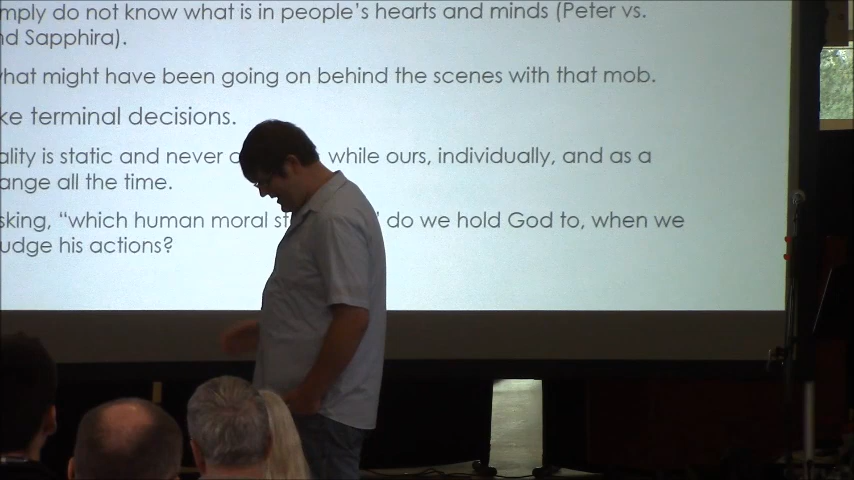 mply do not know what is in people's hearts and minds (Peter vs.
nd Sapphira).
what might have been going on behind the scenes with that mob.
ke terminal decisions.
ality is static and never c while ours, individually, and as a
ange all the time.
sking, "which human moral st " do we hold God to, when we
udge his actions?